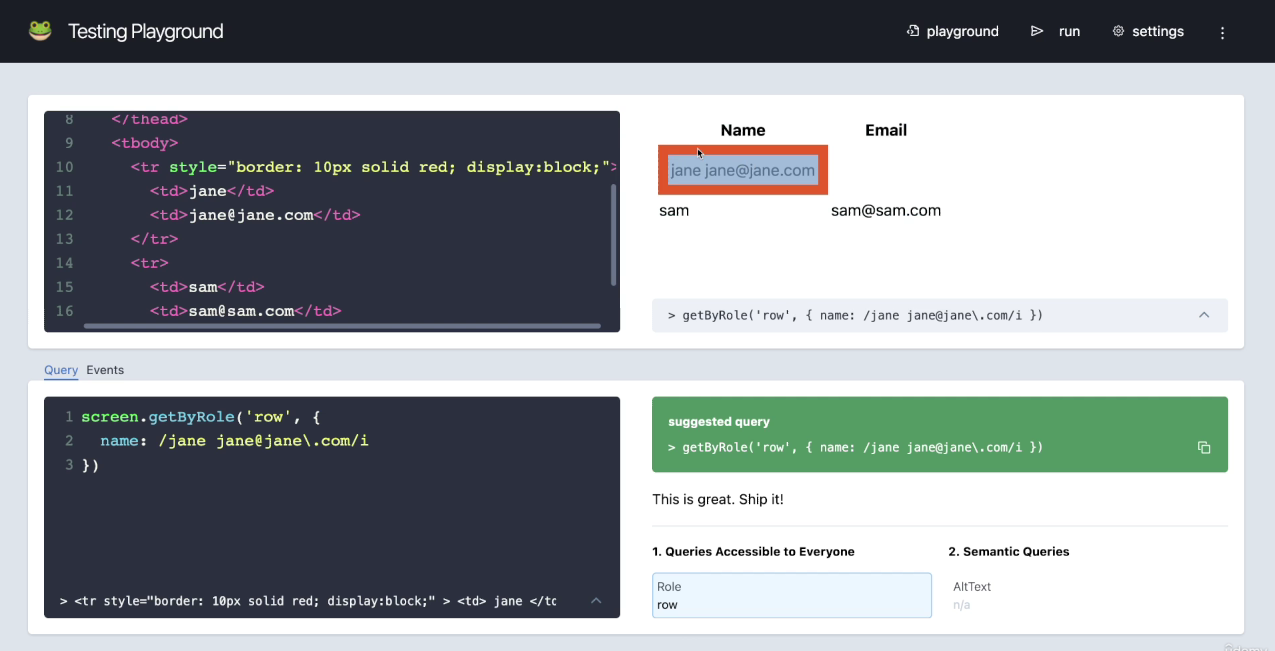 Testing Playground
playground
run
settings
8 </thead>
9 <tbody>
10 <tr style="border: 10px solid red; display:block;">
11 <td>jane</td>
12 <td>jane@jane.com</td>
13 </tr>
14 <tr>
15 <td>sam</td>
16 <td>sam@sam.com</td>
Name Email
jane jane@jane.com
sam sam@sam.com
> getByRole('row', { name: /jane jane@jane\.com/i })
Query Events
1 screen.getByRole('row', {
2 name: /jane jane@jane\.com/i
3 })
> <tr style="border: 10px solid red; display:block;" > <td> jane </td
suggested query
> getByRole('row', { name: /jane jane@jane\.com/i })
This is great. Ship it!
1. Queries Accessible to Everyone
Role
row
2. Semantic Queries
AltText
n/a